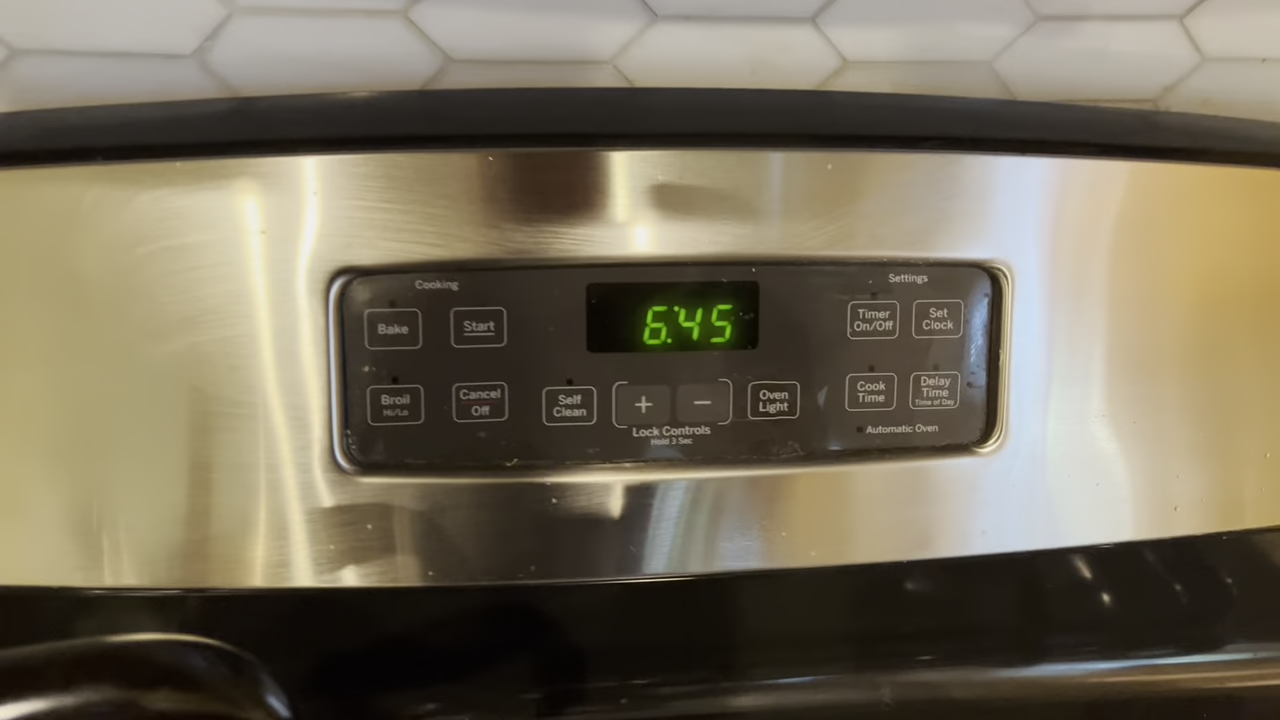 Cooking
Settings
Bake
Start
6:45
Timer
On/Off
Set
Clock
Broil
Hi/Lo
Cancel
Off
Self
Clean
+
−
Oven
Light
Cook
Time
Delay
Time
Time of Day
Lock Controls
Hold 3 Sec
Automatic Oven